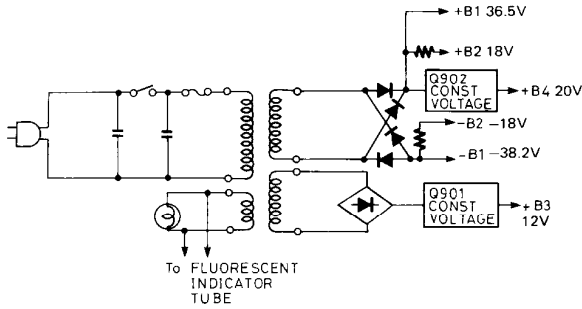 +B1 36.5V
+B2 18V
Q902
CONST
VOLTAGE
+B4 20V
-B2 -18V
-B1 -38.2V
Q901
CONST
VOLTAGE
+B3
12V
To FLUORESCENT
INDICATOR
TUBE